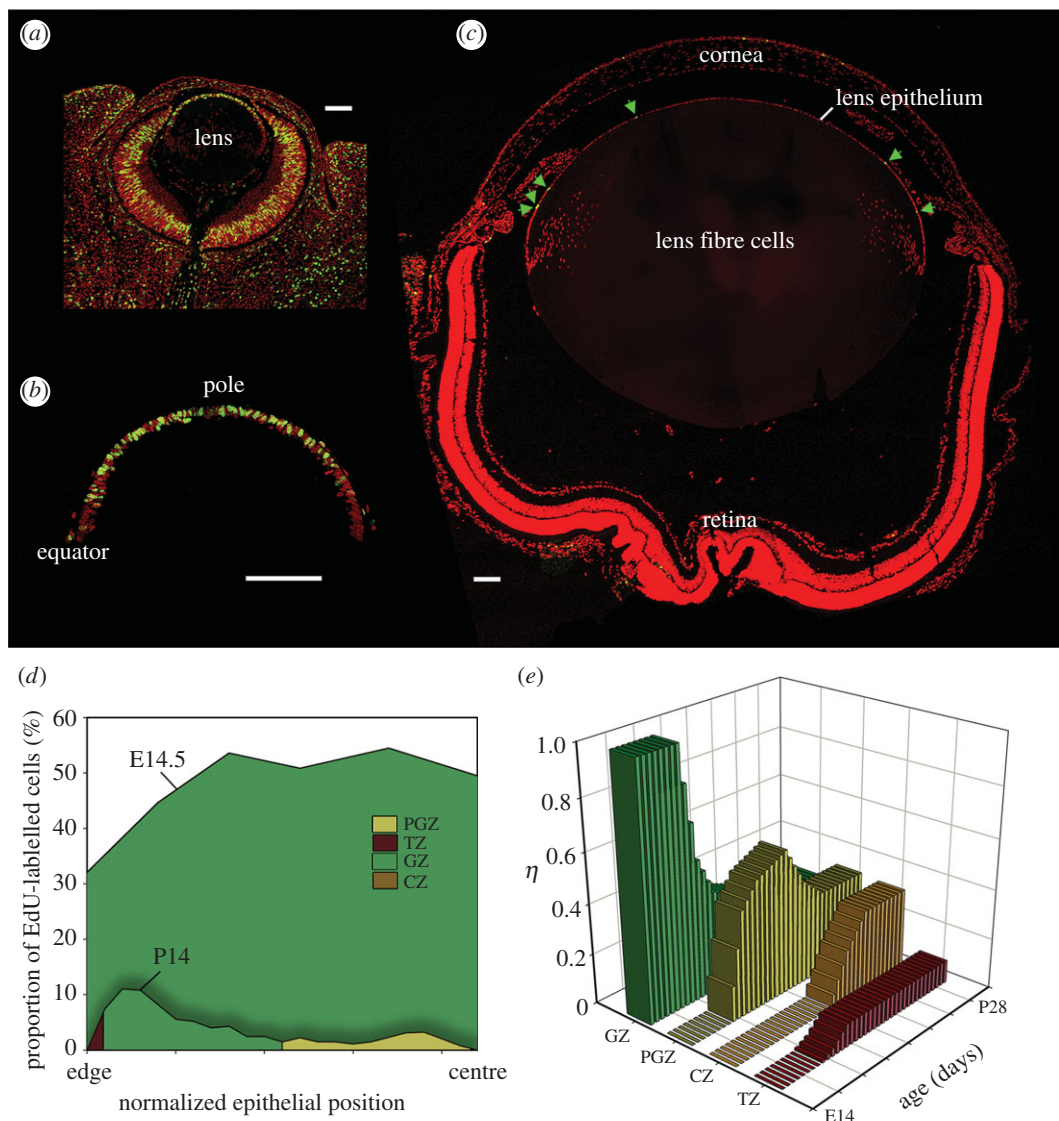 (a)
lens
(b)
pole
equator
(c)
cornea
lens epithelium
lens fibre cells
retina
(d)
proportion of EdU-lablelled cells (%)
60
50
40
30
20
10
0
E14.5
P14
PGZ
TZ
GZ
CZ
edge
centre
normalized epithelial position
(e)
η
1.0
0.8
0.6
0.4
0.2
0
GZ
PGZ
CZ
TZ
E14
age (days)
P28